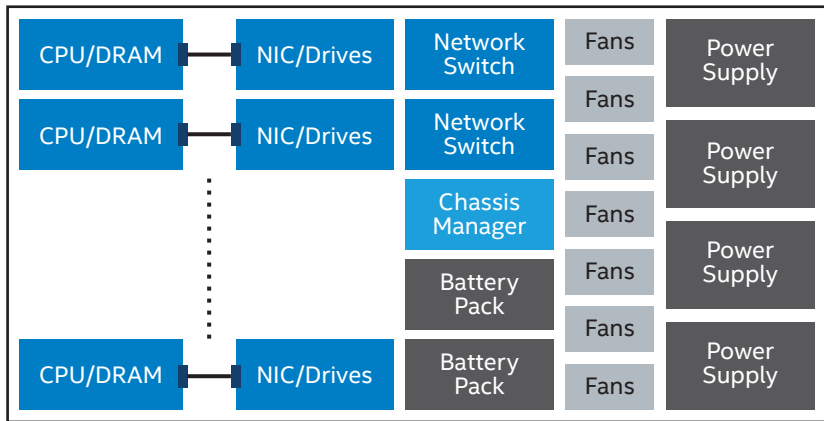 CPU/DRAM
NIC/Drives
Network
Switch
Fans
Power
Supply
CPU/DRAM
NIC/Drives
Network
Switch
Fans
Fans
Power
Supply
Chassis
Manager
Fans
Battery
Pack
Fans
Power
Supply
CPU/DRAM
NIC/Drives
Battery
Pack
Fans
Fans
Power
Supply